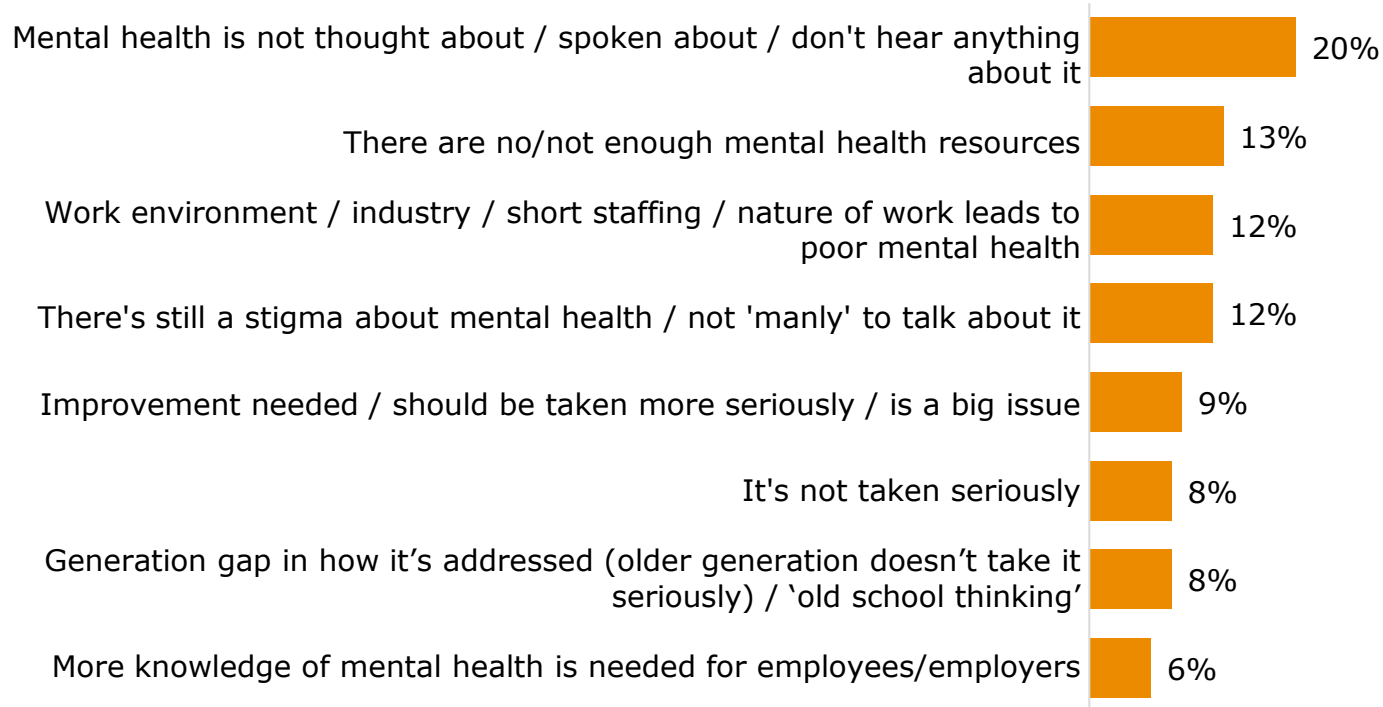 Mental health is not thought about / spoken about / don't hear anything
about it
20%
There are no/not enough mental health resources
13%
Work environment / industry / short staffing / nature of work leads to
poor mental health
12%
There's still a stigma about mental health / not 'manly' to talk about it
12%
Improvement needed / should be taken more seriously / is a big issue
9%
It's not taken seriously
8%
Generation gap in how it’s addressed (older generation doesn’t take it
seriously) / ‛old school thinking’
8%
More knowledge of mental health is needed for employees/employers
6%